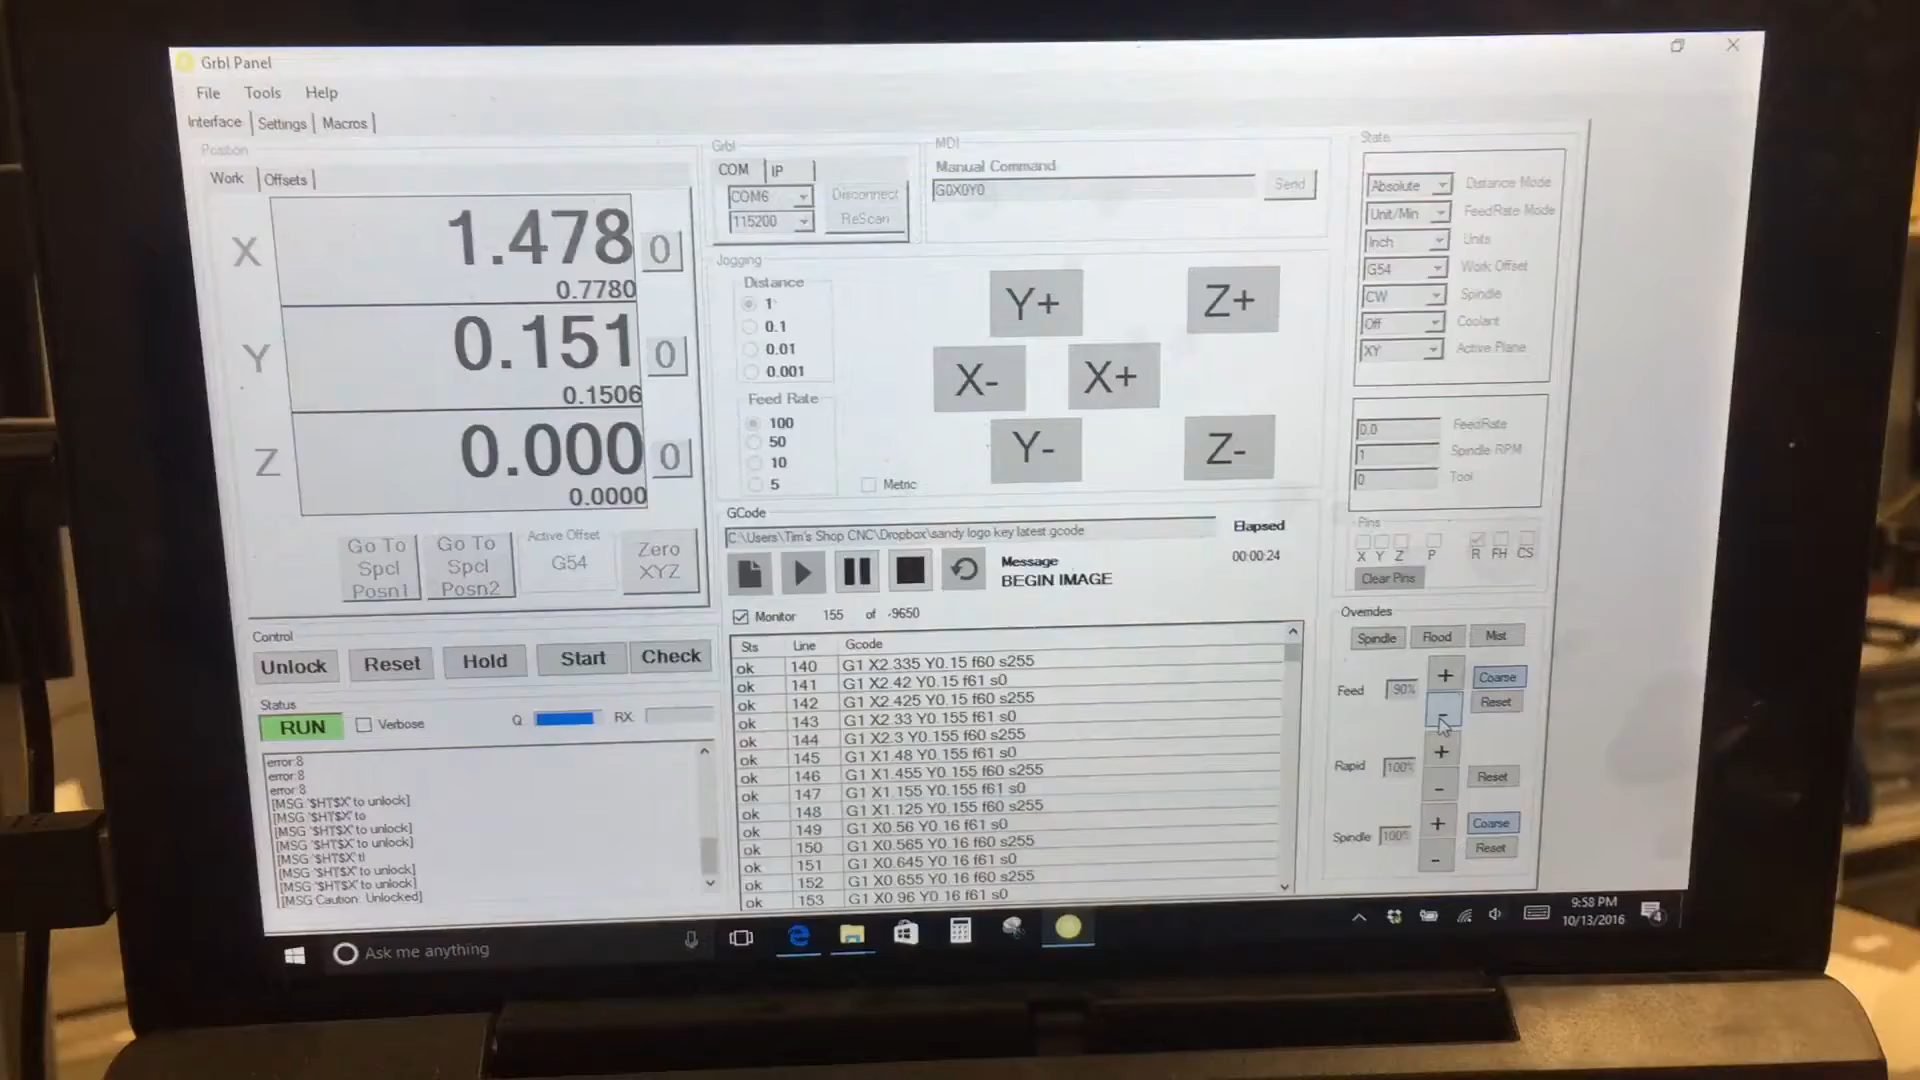 Grbl Panel
File Tools Help
Interface Settings Macros
Position
Work Offsets
X 1.478 0
0.7780
Y 0.151 0
0.1506
Z 0.000 0
0.0000
Go To Spcl Posn1
Go To Spcl Posn2
Active Offset
G54
Zero XYZ
Control
Unlock Reset Hold Start Check
Status
RUN Verbose Q RX
error:8
error:8
error:8
[MSG '$H'|'$X' to unlock]
[MSG '$H'|'$X' to
[MSG '$H'|'$X' to unlock]
[MSG '$H'|'$X' to unlock]
[MSG '$H'|'$X' t
[MSG '$H'|'$X' to unlock]
[MSG '$H'|'$X' to unlock]
[MSG Caution: Unlocked]
Grbl
COM IP
COM6 Disconnect
115200 ReScan
MDI
Manual Command
G0X0Y0 Send
Jogging
Distance
1
0.1
0.01
0.001
Feed Rate
100
50
10
5
Metric
Y+ Z+
X- X+
Y- Z-
GCode
C:\Users\Tim's Shop CNC\Dropbox\sandy logo key latest gcode
Elapsed
00:00:24
Message
BEGIN IMAGE
Monitor 155 of -9650
Sts Line Gcode
ok 140 G1 X2.335 Y0.15 f60 s255
ok 141 G1 X2.42 Y0.15 f61 s0
ok 142 G1 X2.425 Y0.15 f60 s255
ok 143 G1 X2.33 Y0.155 f61 s0
ok 144 G1 X2.3 Y0.155 f60 s255
ok 145 G1 X1.48 Y0.155 f61 s0
ok 146 G1 X1.455 Y0.155 f60 s255
ok 147 G1 X1.155 Y0.155 f61 s0
ok 148 G1 X1.125 Y0.155 f60 s255
ok 149 G1 X0.56 Y0.16 f61 s0
ok 150 G1 X0.565 Y0.16 f60 s255
ok 151 G1 X0.645 Y0.16 f61 s0
ok 152 G1 X0.655 Y0.16 f60 s255
ok 153 G1 X0.96 Y0.16 f61 s0
State
Absolute Distance Mode
Unit/Min FeedRate Mode
Inch Units
G54 Work Offset
CW Spindle
Off Coolant
XY Active Plane
0.0 FeedRate
1 Spindle RPM
0 Tool
Pins
X Y Z P R FH CS
Clear Pins
Overrides
Spindle Flood Mist
Feed 90% + Coarse
- Reset
Rapid 100% + Reset
-
Spindle 100% + Coarse
- Reset
Ask me anything
9:58 PM
10/13/2016
4